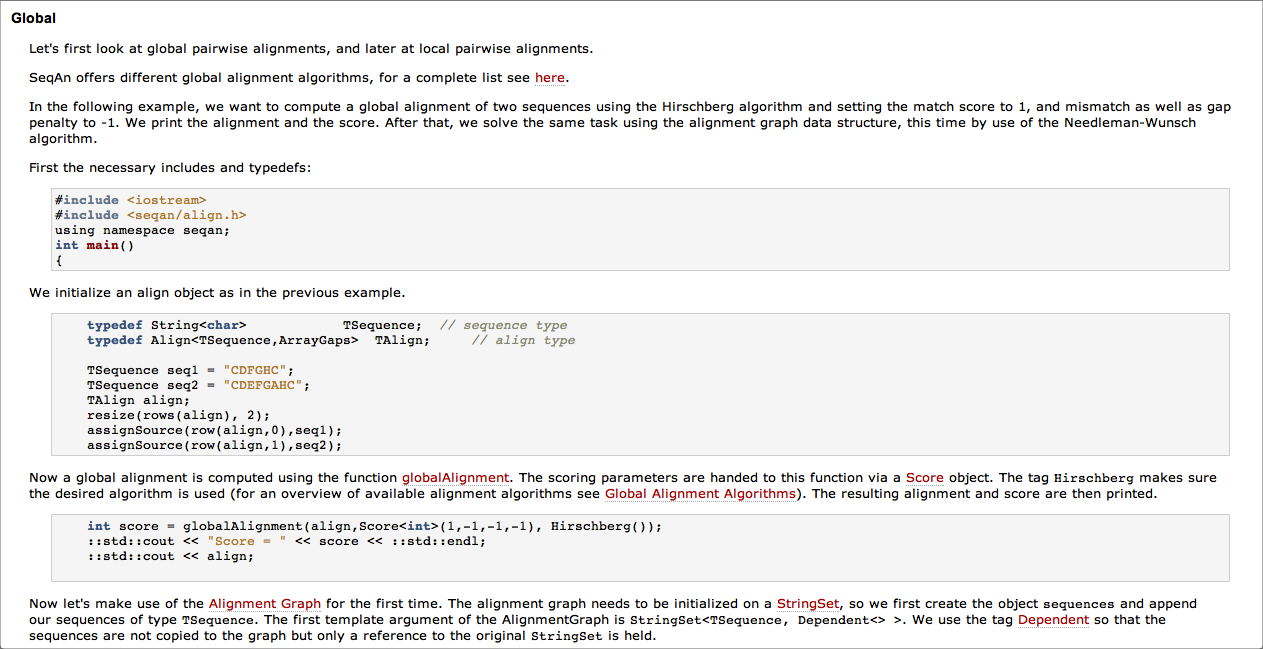 Global
Let's first look at global pairwise alignments, and later at local pairwise alignments.
SeqAn offers different global alignment algorithms, for a complete list see here.
In the following example, we want to compute a global alignment of two sequences using the Hirschberg algorithm and setting the match score to 1, and mismatch as well as gap
penalty to -1. We print the alignment and the score. After that, we solve the same task using the alignment graph data structure, this time by use of the Needleman-Wunsch
algorithm.
First the necessary includes and typedefs:
#include <iostream>
#include <seqan/align.h>
using namespace seqan;
int main()
{
We initialize an align object as in the previous example.
typedef String<char> TSequence; // sequence type
typedef Align<TSequence,ArrayGaps> TAlign; // align type
TSequence seq1 = "CDFGHC";
TSequence seq2 = "CDEFGAHC";
TAlign align;
resize(rows(align), 2);
assignSource(row(align,0),seq1);
assignSource(row(align,1),seq2);
Now a global alignment is computed using the function globalAlignment. The scoring parameters are handed to this function via a Score object. The tag Hirschberg makes sure
the desired algorithm is used (for an overview of available alignment algorithms see Global Alignment Algorithms). The resulting alignment and score are then printed.
int score = globalAlignment(align,Score<int>(1,-1,-1,-1), Hirschberg());
::std::cout << "Score = " << score << ::std::endl;
::std::cout << align;
Now let's make use of the Alignment Graph for the first time. The alignment graph needs to be initialized on a StringSet, so we first create the object sequences and append
our sequences of type TSequence. The first template argument of the AlignmentGraph is StringSet<TSequence, Dependent<> >. We use the tag Dependent so that the
sequences are not copied to the graph but only a reference to the original StringSet is held.